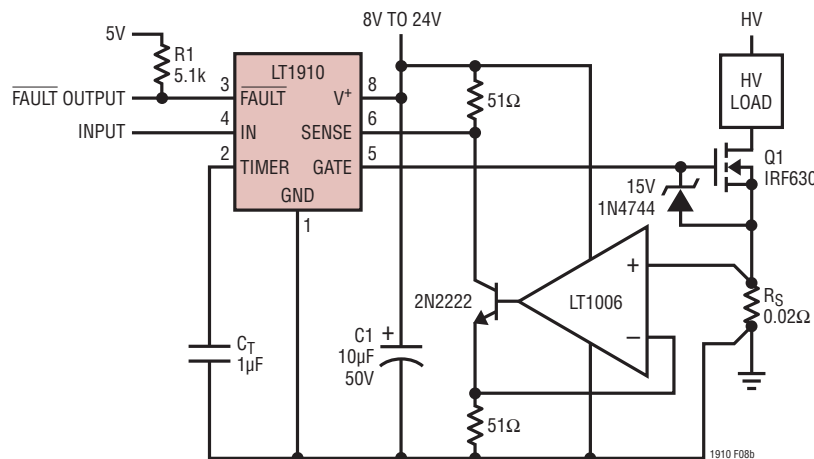 8V TO 24V
HV
5V
R1
5.1k
LT1910
HV
LOAD
FAULT OUTPUT
3
FAULT
V+
8
51Ω
INPUT
4
IN
SENSE
6
2
TIMER
GATE
5
Q1
IRF630
GND
1
15V
1N4744
+
2N2222
LT1006
RS
0.02Ω
–
CT
1µF
C1
10µF
50V
+
51Ω
1910 F08b